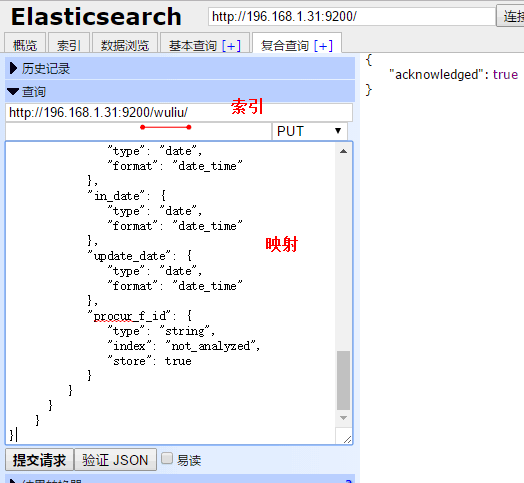 Elasticsearch
http://196.168.1.31:9200/
连接
概览 索引 数据浏览 基本查询 [+] 复合查询 [+]
历史记录
查询
http://196.168.1.31:9200/wuliu/
索引
PUT
"type": "date",
"format": "date_time"
},
"in_date": {
"type": "date",
"format": "date_time"
},
"update_date": {
"type": "date",
"format": "date_time"
},
"procur_f_id": {
"type": "string",
"index": "not_analyzed",
"store": true
}
}
}
}
}
映射
提交请求 验证 JSON 易读
{
"acknowledged": true
}